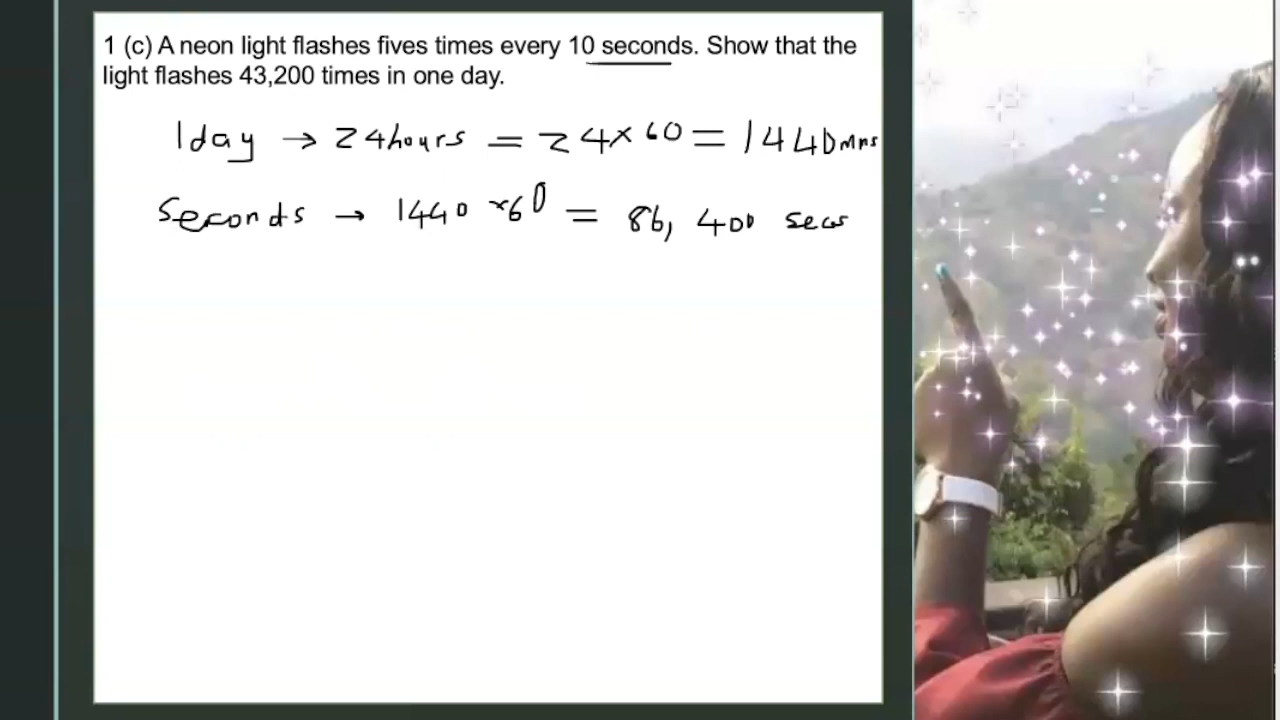 1 (c) A neon light flashes fives times every 10 seconds. Show that the
light flashes 43,200 times in one day.
1day → 24hours = 24×60 = 1440mns
Seconds → 1440 ×60 = 86,400 secs